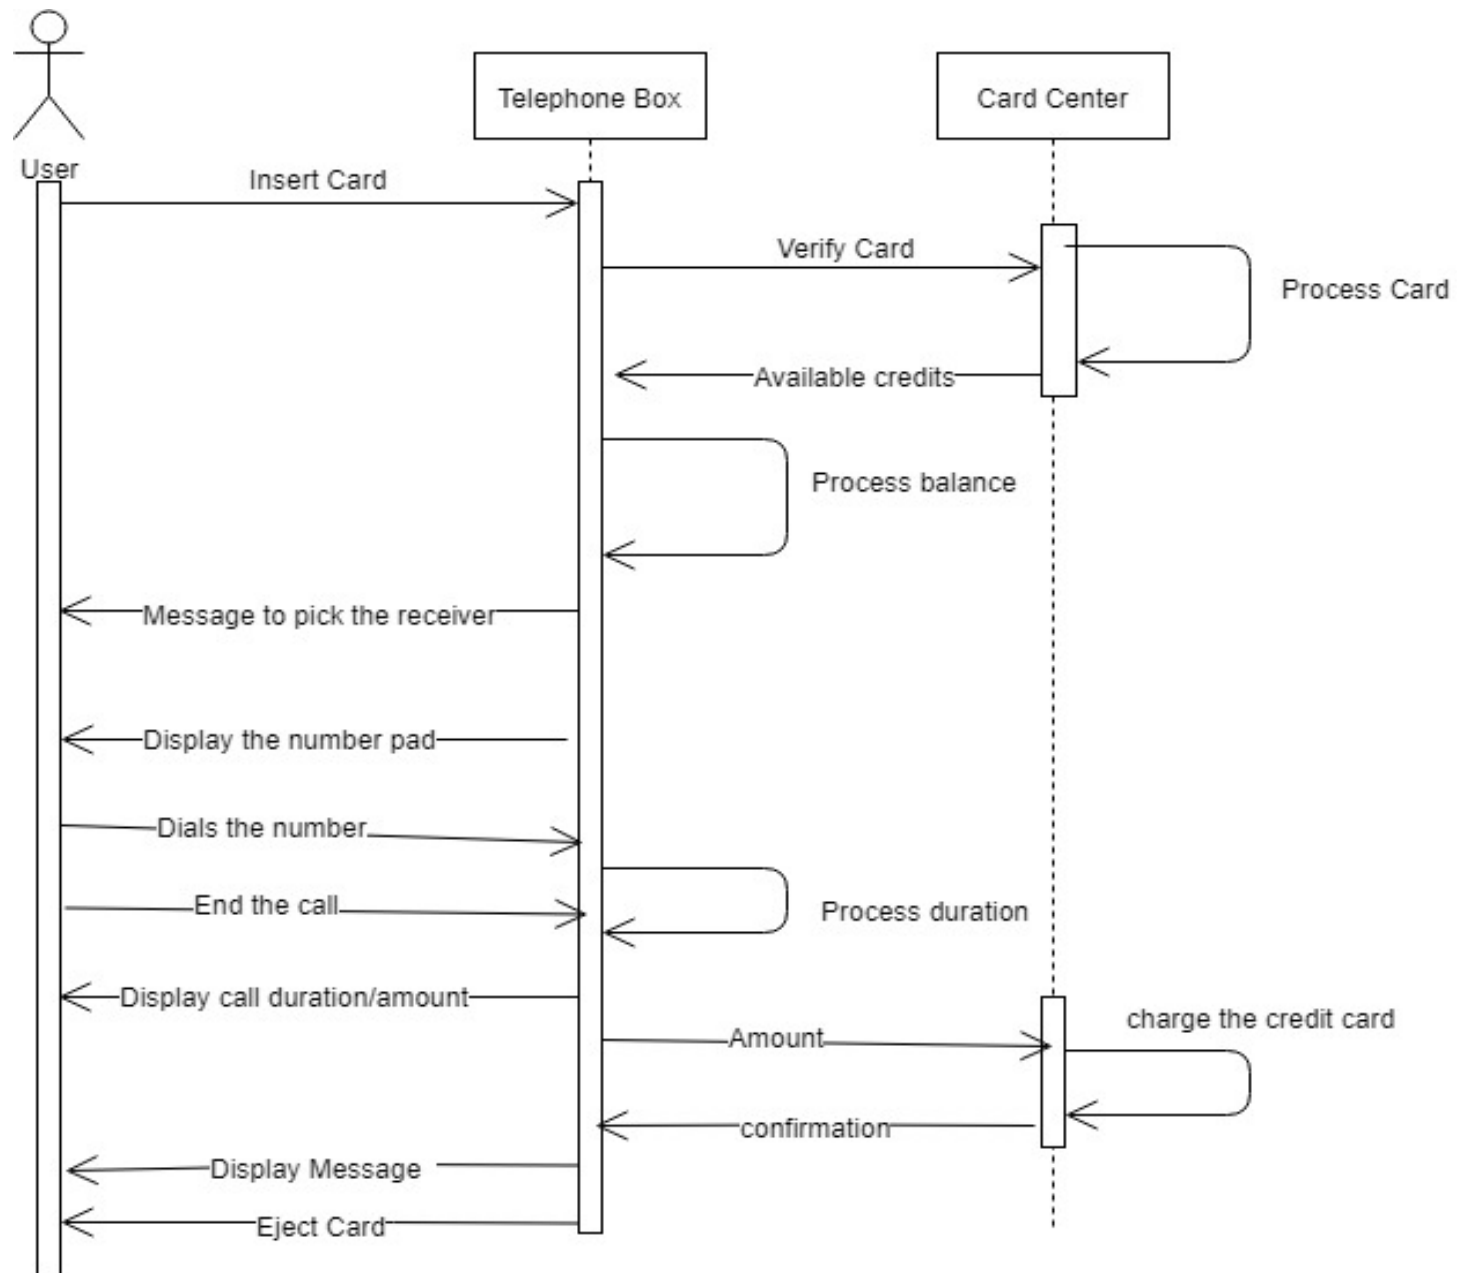 Telephone Box
Card Center
User
Insert Card
Verify Card
Process Card
Available credits
Process balance
Message to pick the receiver
Display the number pad
Dials the number
End the call
Process duration
Display call duration/amount
charge the credit card
Amount
confirmation
Display Message
Eject Card